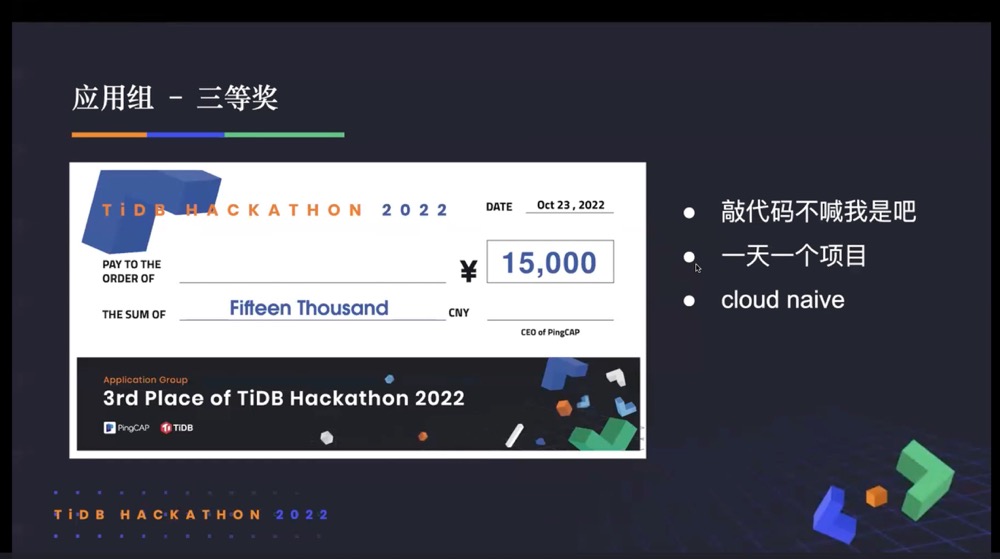 应用组 - 三等奖
TiDB HACKATHON 2022
DATE Oct 23 , 2022
PAY TO THE
ORDER OF
¥ 15,000
THE SUM OF Fifteen Thousand CNY
CEO of PingCAP
Application Group
3rd Place of TiDB Hackathon 2022
PingCAP TiDB
● 敲代码不喊我是吧
● 一天一个项目
● cloud naive
TiDB HACKATHON 2022